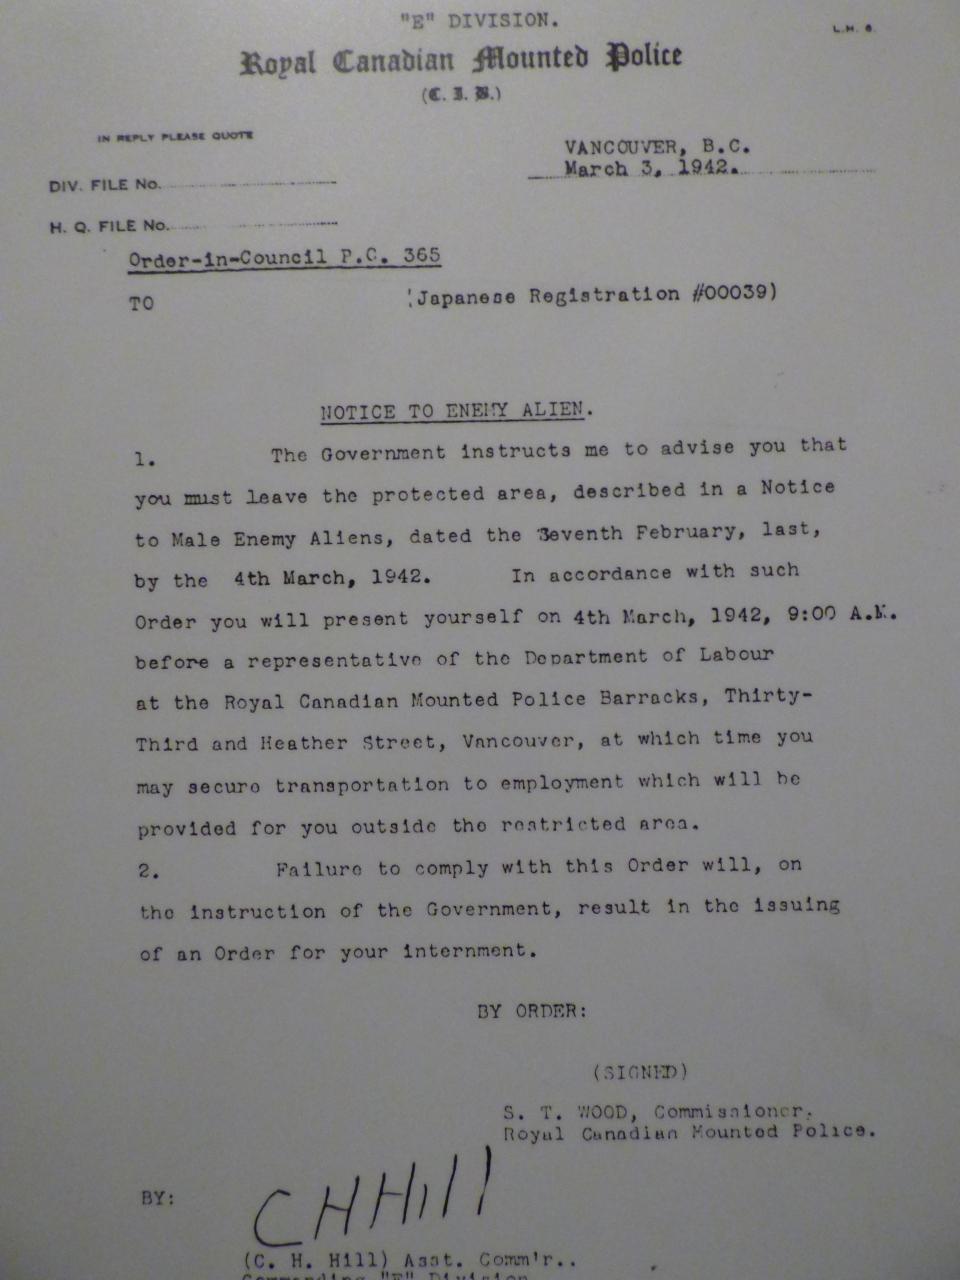 "E" DIVISION.
L.M. 6.
Royal Canadian Mounted Police
(C. I. B.)
IN REPLY PLEASE QUOTE
VANCOUVER, B.C.
March 3, 1942.
DIV. FILE No.
H. Q. FILE No.
Order-in-Council P.C. 365
TO (Japanese Registration #00039)
NOTICE TO ENEMY ALIEN.
1. The Government instructs me to advise you that
you must leave the protected area, described in a Notice
to Male Enemy Aliens, dated the Seventh February, last,
by the 4th March, 1942. In accordance with such
Order you will present yourself on 4th March, 1942, 9:00 A.M.
before a representative of the Department of Labour
at the Royal Canadian Mounted Police Barracks, Thirty-
Third and Heather Street, Vancouver, at which time you
may secure transportation to employment which will be
provided for you outside the restricted area.
2. Failure to comply with this Order will, on
the instruction of the Government, result in the issuing
of an Order for your internment.
BY ORDER:
(SIGNED)
S. T. WOOD, Commissioner,
Royal Canadian Mounted Police.
BY: CHHill
(C. H. Hill) Asst. Comm'r..
Commanding "E" Division